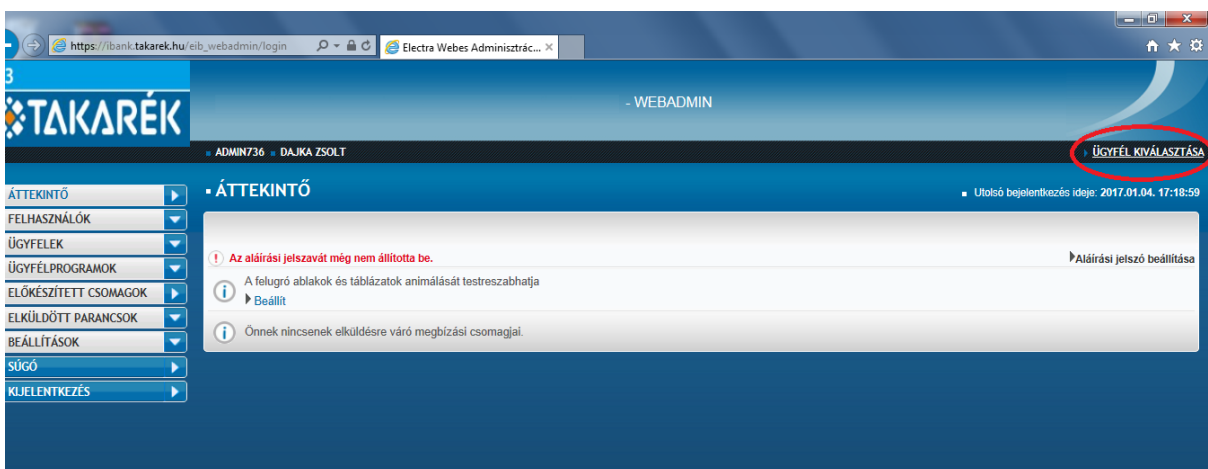 https://ibank.takarek.hu/eib_webadmin/login
Electra Webes Adminisztrác...
3
TAKARÉK
- WEBADMIN
ADMIN736 DAJKA ZSOLT
ÜGYFÉL KIVÁLASZTÁSA
ÁTTEKINTŐ
FELHASZNÁLÓK
ÜGYFELEK
ÜGYFÉLPROGRAMOK
ELŐKÉSZÍTETT CSOMAGOK
ELKÜLDÖTT PARANCSOK
BEÁLLÍTÁSOK
SÚGÓ
KIJELENTKEZÉS
ÁTTEKINTŐ
Utolsó bejelentkezés ideje: 2017.01.04. 17:18:59
Az aláírási jelszavát még nem állította be.
Aláírási jelszó beállítása
A felugró ablakok és táblázatok animálását testreszabhatja
Beállít
Önnek nincsenek elküldésre váró megbízási csomagjai.